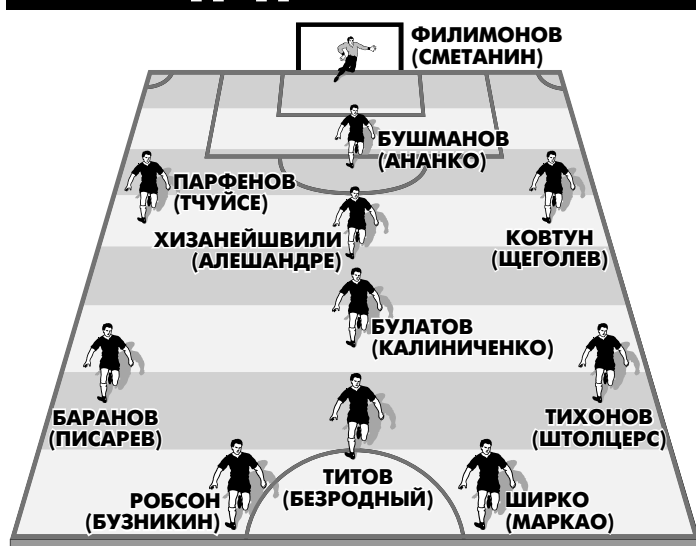 ФИЛИМОНОВ
(СМЕТАНИН)
БУШМАНОВ
(АНАНКО)
ПАРФЕНОВ
(ТЧУЙСЕ)
КОВТУН
(ЩЕГОЛЕВ)
ХИЗАНЕЙШВИЛИ
(АЛЕШАНДРЕ)
БУЛАТОВ
(КАЛИНИЧЕНКО)
БАРАНОВ
(ПИСАРЕВ)
ТИХОНОВ
(ШТОЛЦЕРС)
ТИТОВ
(БЕЗРОДНЫЙ)
РОБСОН
(БУЗНИКИН)
ШИРКО
(МАРКАО)